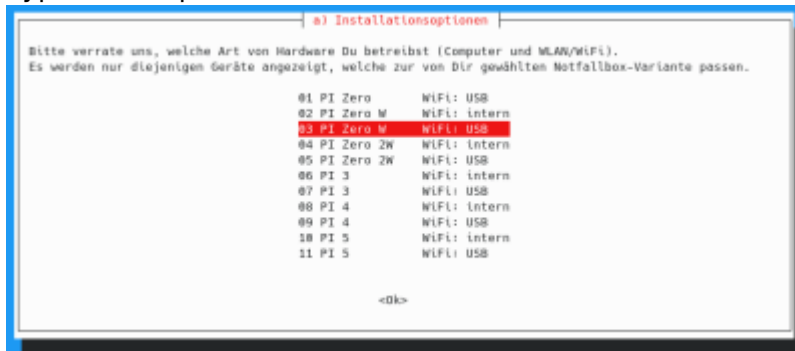 a) Installationsoptionen
Bitte verrate uns, welche Art von Hardware Du betreibst (Computer und WLAN/WiFi).
Es werden nur diejenigen Geräte angezeigt, welche zur von Dir gewählten Notfallbox-Variante passen.
01 PI Zero WiFi: USB
02 PI Zero W WiFi: intern
03 PI Zero W WiFi: USB
04 PI Zero 2W WiFi: intern
05 PI Zero 2W WiFi: USB
06 PI 3 WiFi: intern
07 PI 3 WiFi: USB
08 PI 4 WiFi: intern
09 PI 4 WiFi: USB
10 PI 5 WiFi: intern
11 PI 5 WiFi: USB
<Ok>